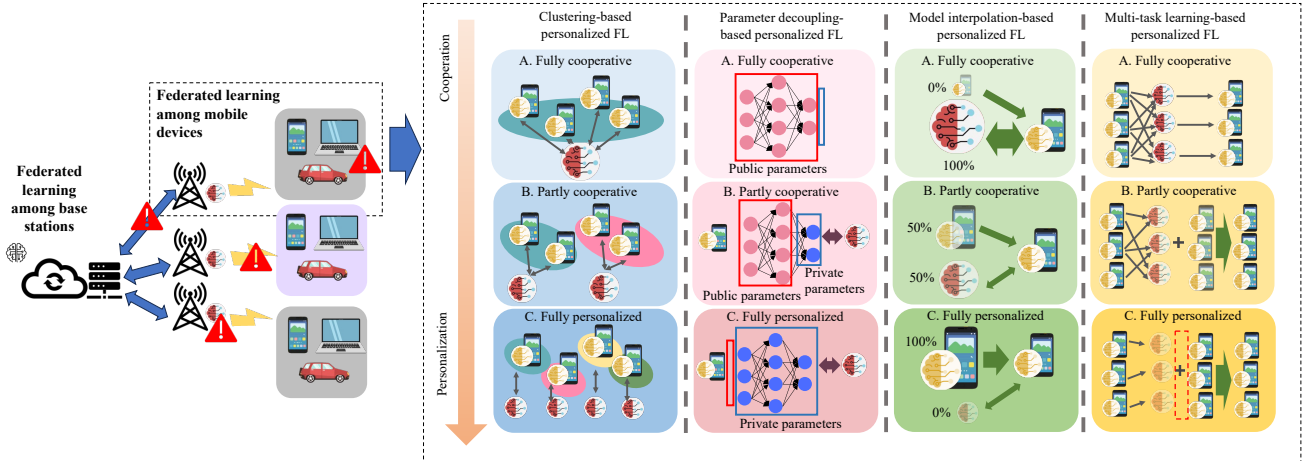 Federated learning
among mobile
devices
Federated
learning
among base
stations
Cooperation
Personalization
Clustering-based
personalized FL
A. Fully cooperative
B. Partly cooperative
C. Fully personalized
Parameter decoupling-
based personalized FL
A. Fully cooperative
Public parameters
B. Partly cooperative
Private
parameters
Public parameters
C. Fully personalized
Private parameters
Model interpolation-based
personalized FL
A. Fully cooperative
0%
100%
B. Partly cooperative
50%
50%
C. Fully personalized
100%
0%
Multi-task learning-based
personalized FL
A. Fully cooperative
B. Partly cooperative
+
C. Fully personalized
+